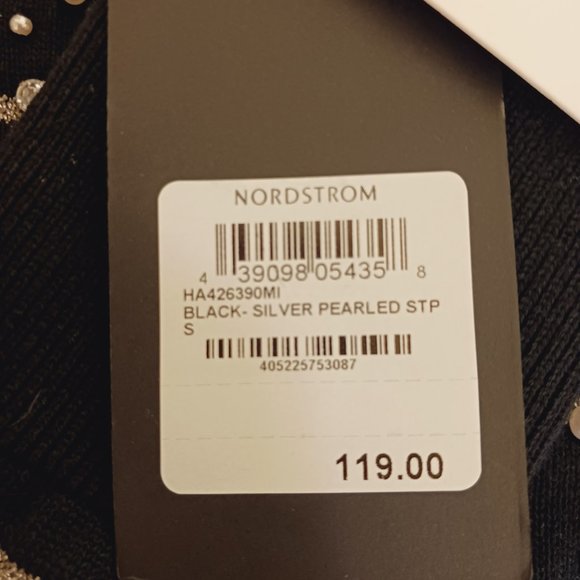 NORDSTROM
4 39098 05435 8
HA426390MI
BLACK- SILVER PEARLED STP
S
405225753087
119.00